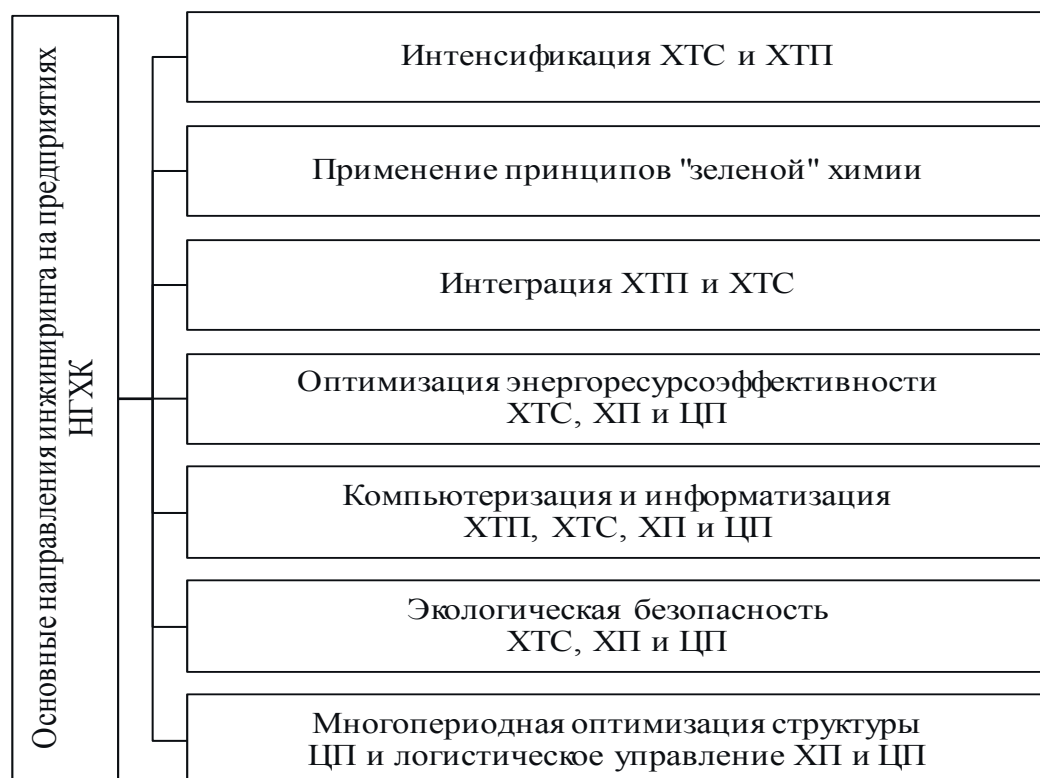 Основные направления инжиниринга на предприятиях
НГХК
Интенсификация ХТС и ХТП
Применение принципов "зеленой" химии
Интеграция ХТП и ХТС
Оптимизация энергоресурсоэффективности
ХТС, ХП и ЦП
Компьютеризация и информатизация
ХТП, ХТС, ХП и ЦП
Экологическая безопасность
ХТС, ХП и ЦП
Многопериодная оптимизация структуры
ЦП и логистическое управление ХП и ЦП